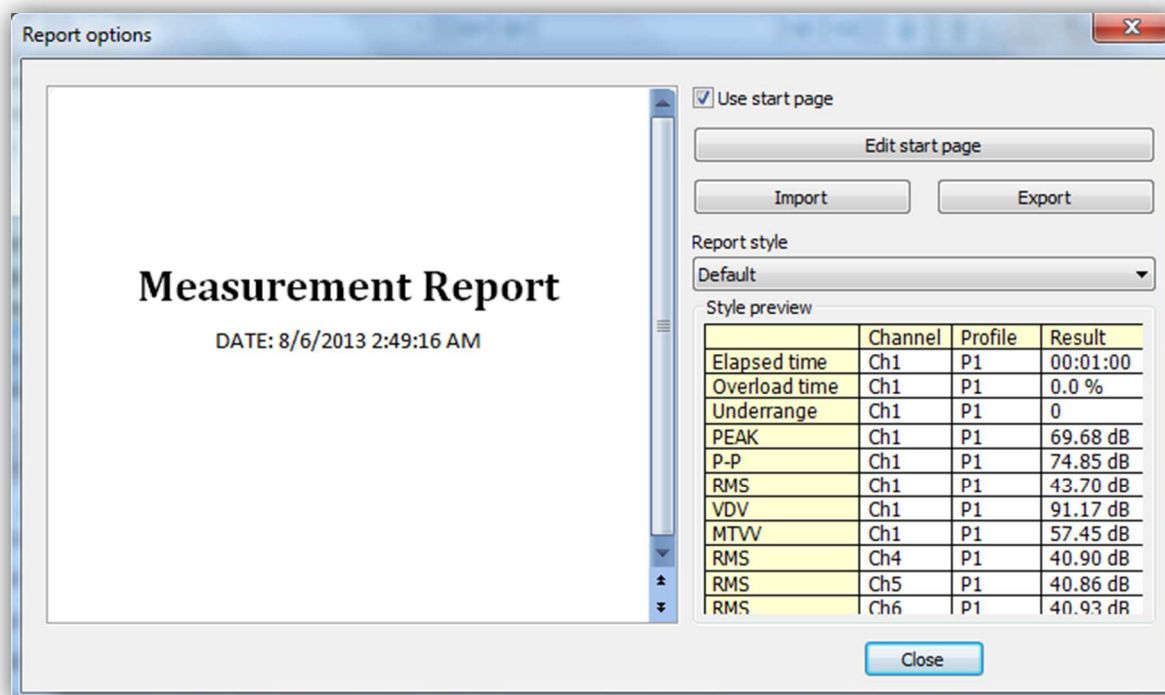 Report options
Measurement Report
DATE: 8/6/2013 2:49:16 AM
Use start page
Edit start page
Import Export
Report style
Default
Style preview
Channel Profile Result
Elapsed time Ch1 P1 00:01:00
Overload time Ch1 P1 0.0 %
Underrange Ch1 P1 0
PEAK Ch1 P1 69.68 dB
P-P Ch1 P1 74.85 dB
RMS Ch1 P1 43.70 dB
VDV Ch1 P1 91.17 dB
MTVV Ch1 P1 57.45 dB
RMS Ch4 P1 40.90 dB
RMS Ch5 P1 40.86 dB
RMS Ch6 P1 40.93 dB
Close